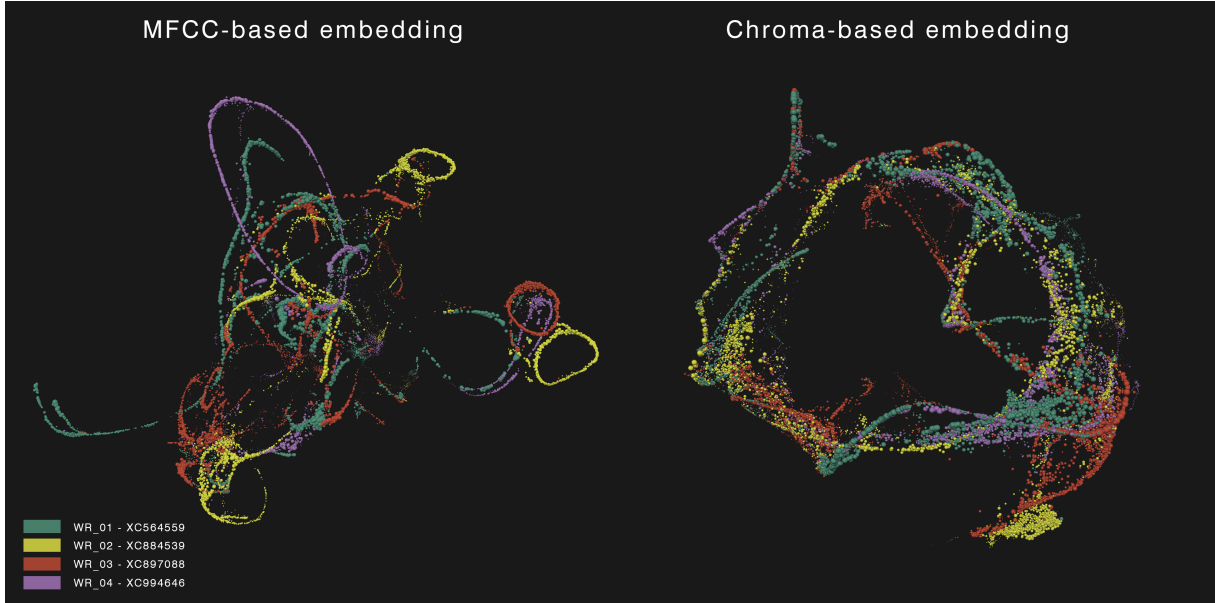 MFCC-based embedding
Chroma-based embedding
WR_01 - XC564559
WR_02 - XC884539
WR_03 - XC897088
WR_04 - XC994646